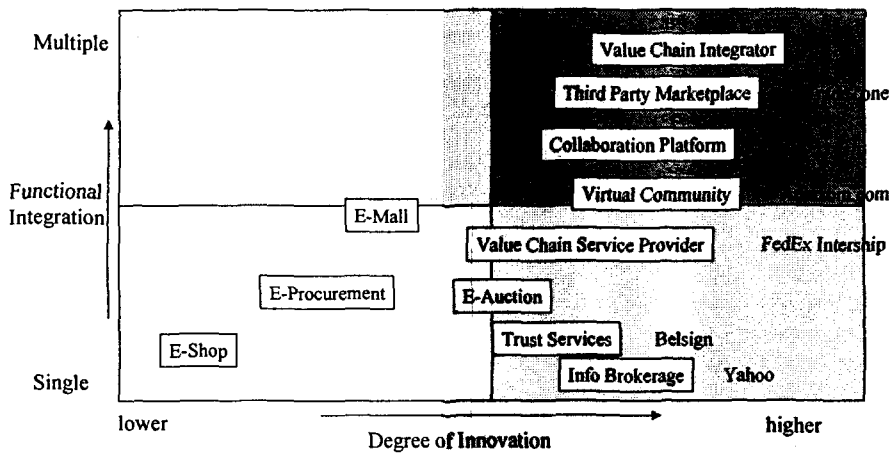 Multiple
Value Chain Integrator
Third Party Marketplace
Collaboration Platform
Functional
Integration
Virtual Community
E-Mall
Value Chain Service Provider
FedEx Intership
E-Procurement
E-Auction
E-Shop
Trust Services
Belsign
Info Brokerage
Yahoo
Single
lower
Degree of Innovation
higher